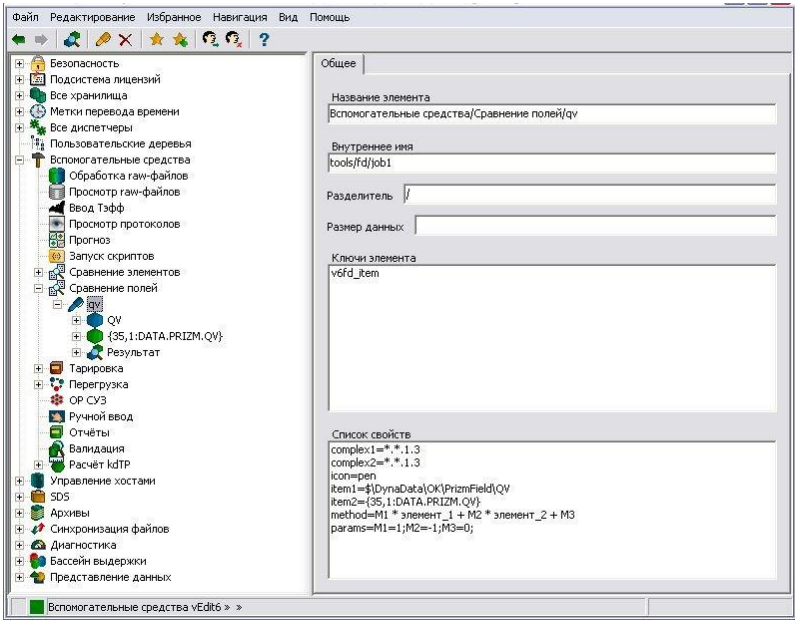 Файл Редактирование Избранное Навигация Вид Помощь
Безопасность
Подсистема лицензий
Все хранилища
Метки перевода времени
Все диспетчеры
Пользовательские деревья
Вспомогательные средства
Обработка raw-файлов
Просмотр raw-файлов
Ввод Тэфф
Просмотр протоколов
Прогноз
Запуск скриптов
Сравнение элементов
Сравнение полей
qv
QV
{35,1:DATA.PRIZM.QV}
Результат
Тарировка
Перегрузка
ОР СУЗ
Ручной ввод
Отчёты
Валидация
Расчёт kdTP
Управление хостами
SDS
Архивы
Синхронизация файлов
Диагностика
Бассейн выдержки
Представление данных
Общее
Название элемента
Вспомогательные средства/Сравнение полей/qv
Внутреннее имя
tools/fd/job1
Разделитель /
Размер данных
Ключи элемента
v6fd_item
Список свойств
complex1=*.*.1.3
complex2=*.*.1.3
icon=pen
item1=$\DynaData\OK\PrizmField\QV
item2={35,1:DATA.PRIZM.QV}
method=M1 * элемент_1 + M2 * элемент_2 + M3
params=M1=1;M2=-1;M3=0;
Вспомогательные средства vEdit6 » »